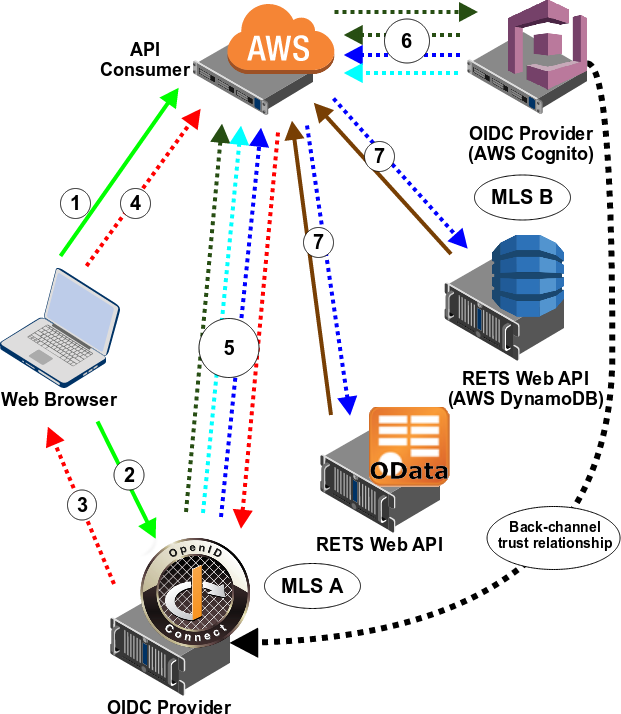 API
Consumer
AWS
6
OIDC Provider
(AWS Cognito)
1
4
7
MLS B
7
Web Browser
5
RETS Web API
(AWS DynamoDB)
2
3
OData
RETS Web API
Back-channel
trust relationship
OpenID
Connect
MLS A
OIDC Provider